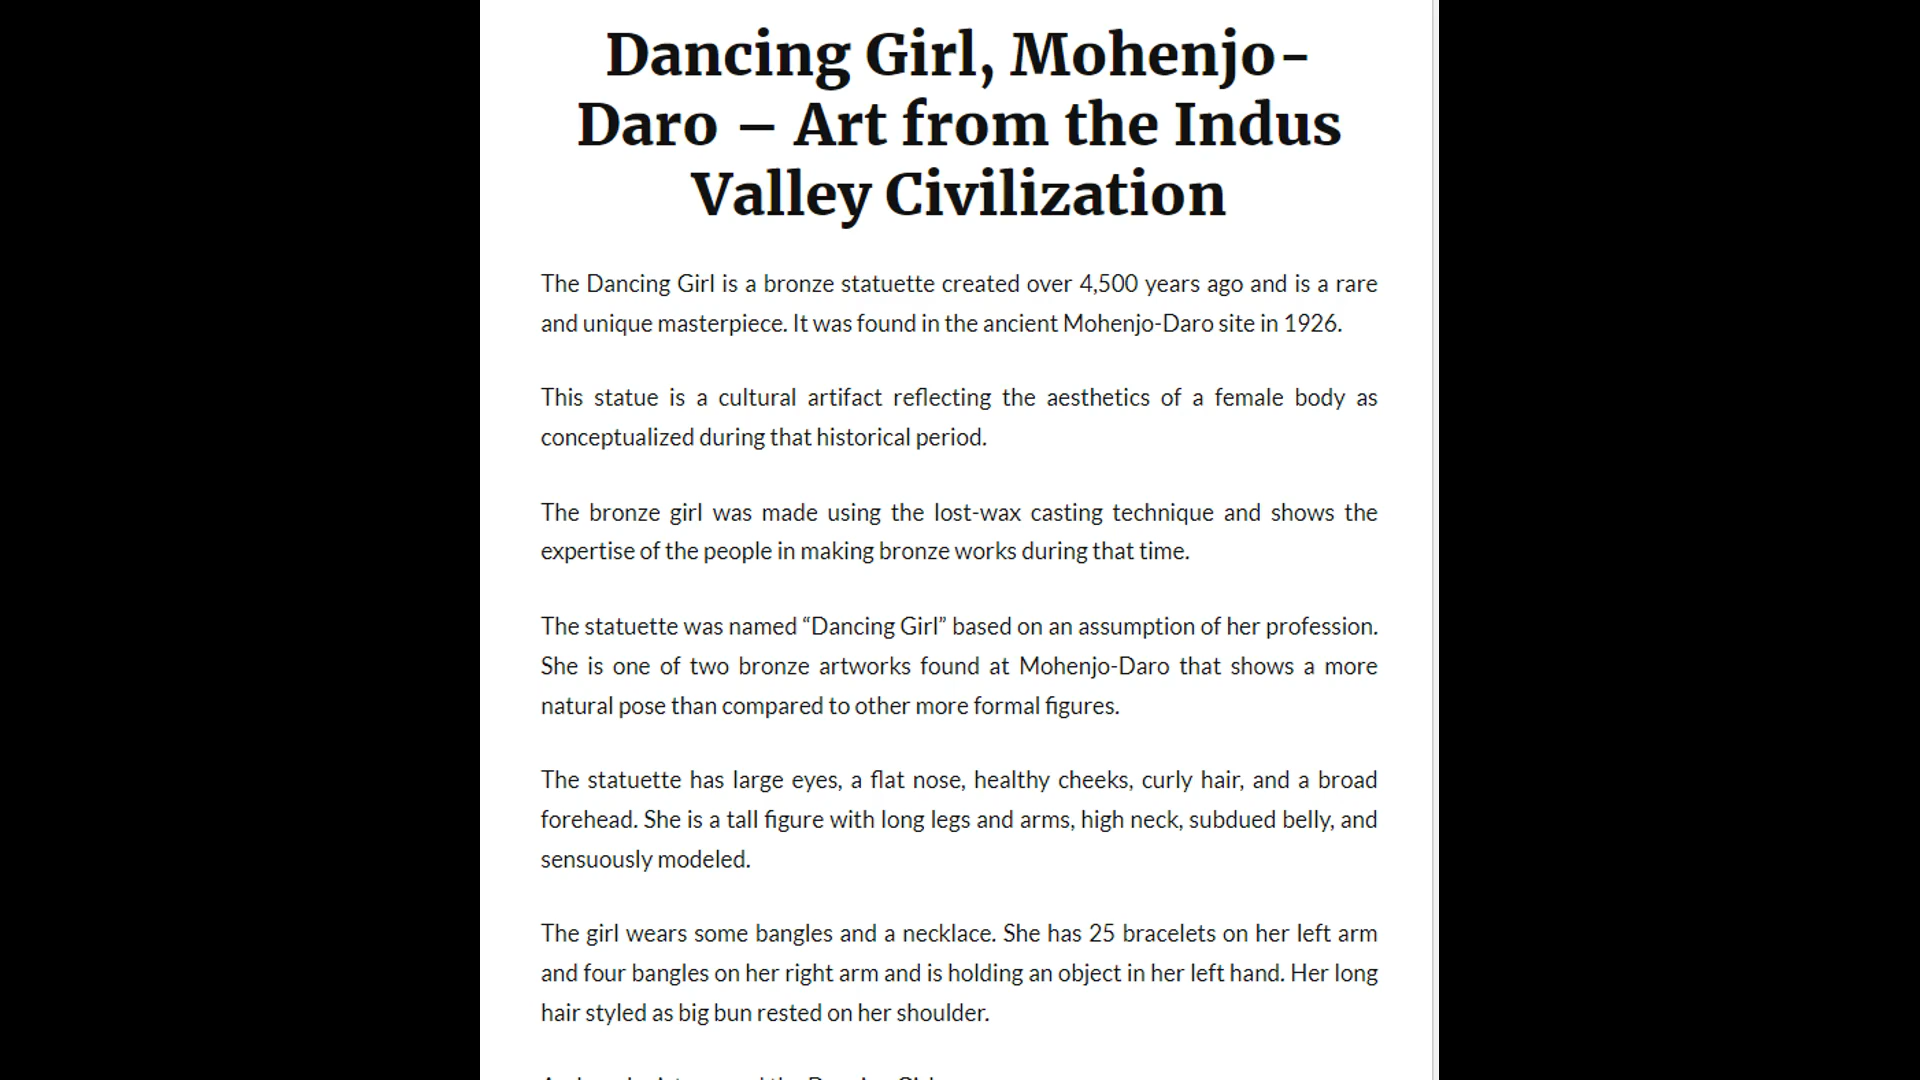 Dancing Girl, Mohenjo-
Daro – Art from the Indus
Valley Civilization
The Dancing Girl is a bronze statuette created over 4,500 years ago and is a rare
and unique masterpiece. It was found in the ancient Mohenjo-Daro site in 1926.
This statue is a cultural artifact reflecting the aesthetics of a female body as
conceptualized during that historical period.
The bronze girl was made using the lost-wax casting technique and shows the
expertise of the people in making bronze works during that time.
The statuette was named “Dancing Girl” based on an assumption of her profession.
She is one of two bronze artworks found at Mohenjo-Daro that shows a more
natural pose than compared to other more formal figures.
The statuette has large eyes, a flat nose, healthy cheeks, curly hair, and a broad
forehead. She is a tall figure with long legs and arms, high neck, subdued belly, and
sensuously modeled.
The girl wears some bangles and a necklace. She has 25 bracelets on her left arm
and four bangles on her right arm and is holding an object in her left hand. Her long
hair styled as big bun rested on her shoulder.